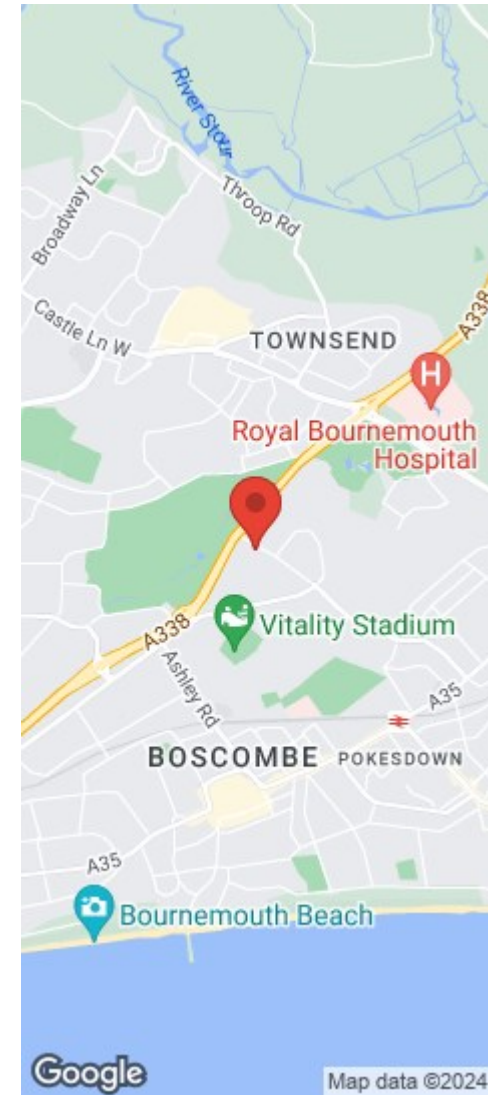 River Stour
Throop Rd
Broadway Ln
A338
Castle Ln W
TOWNSEND
H
Royal Bournemouth
Hospital
Vitality Stadium
A338
Ashley Rd
A35
BOSCOMBE
POKESDOWN
A35
Bournemouth Beach
Google
Map data ©2024